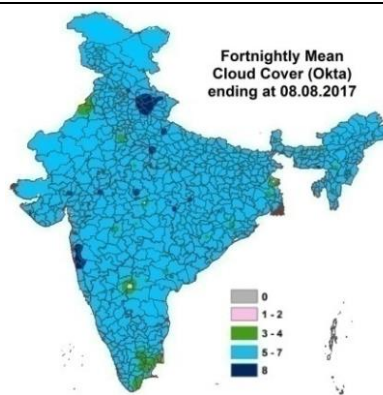 Fortnightly Mean
Cloud Cover (Okta)
ending at 08.08.2017
0
1 - 2
3 - 4
5 - 7
8